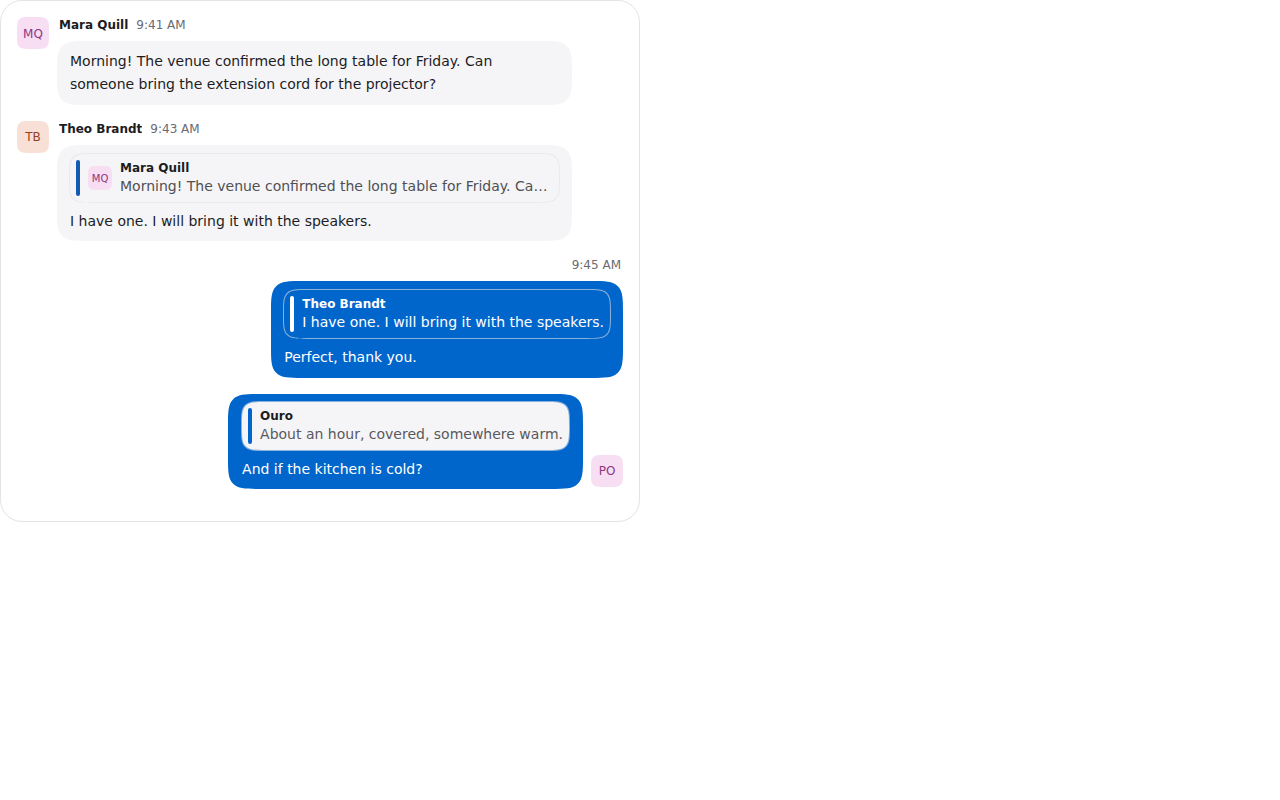 MQ
Mara Quill 9:41 AM
Morning! The venue confirmed the long table for Friday. Can
someone bring the extension cord for the projector?
TB
Theo Brandt 9:43 AM
MQ
Mara Quill
Morning! The venue confirmed the long table for Friday. Ca…
I have one. I will bring it with the speakers.
9:45 AM
Theo Brandt
I have one. I will bring it with the speakers.
Perfect, thank you.
Ouro
About an hour, covered, somewhere warm.
And if the kitchen is cold?
PO